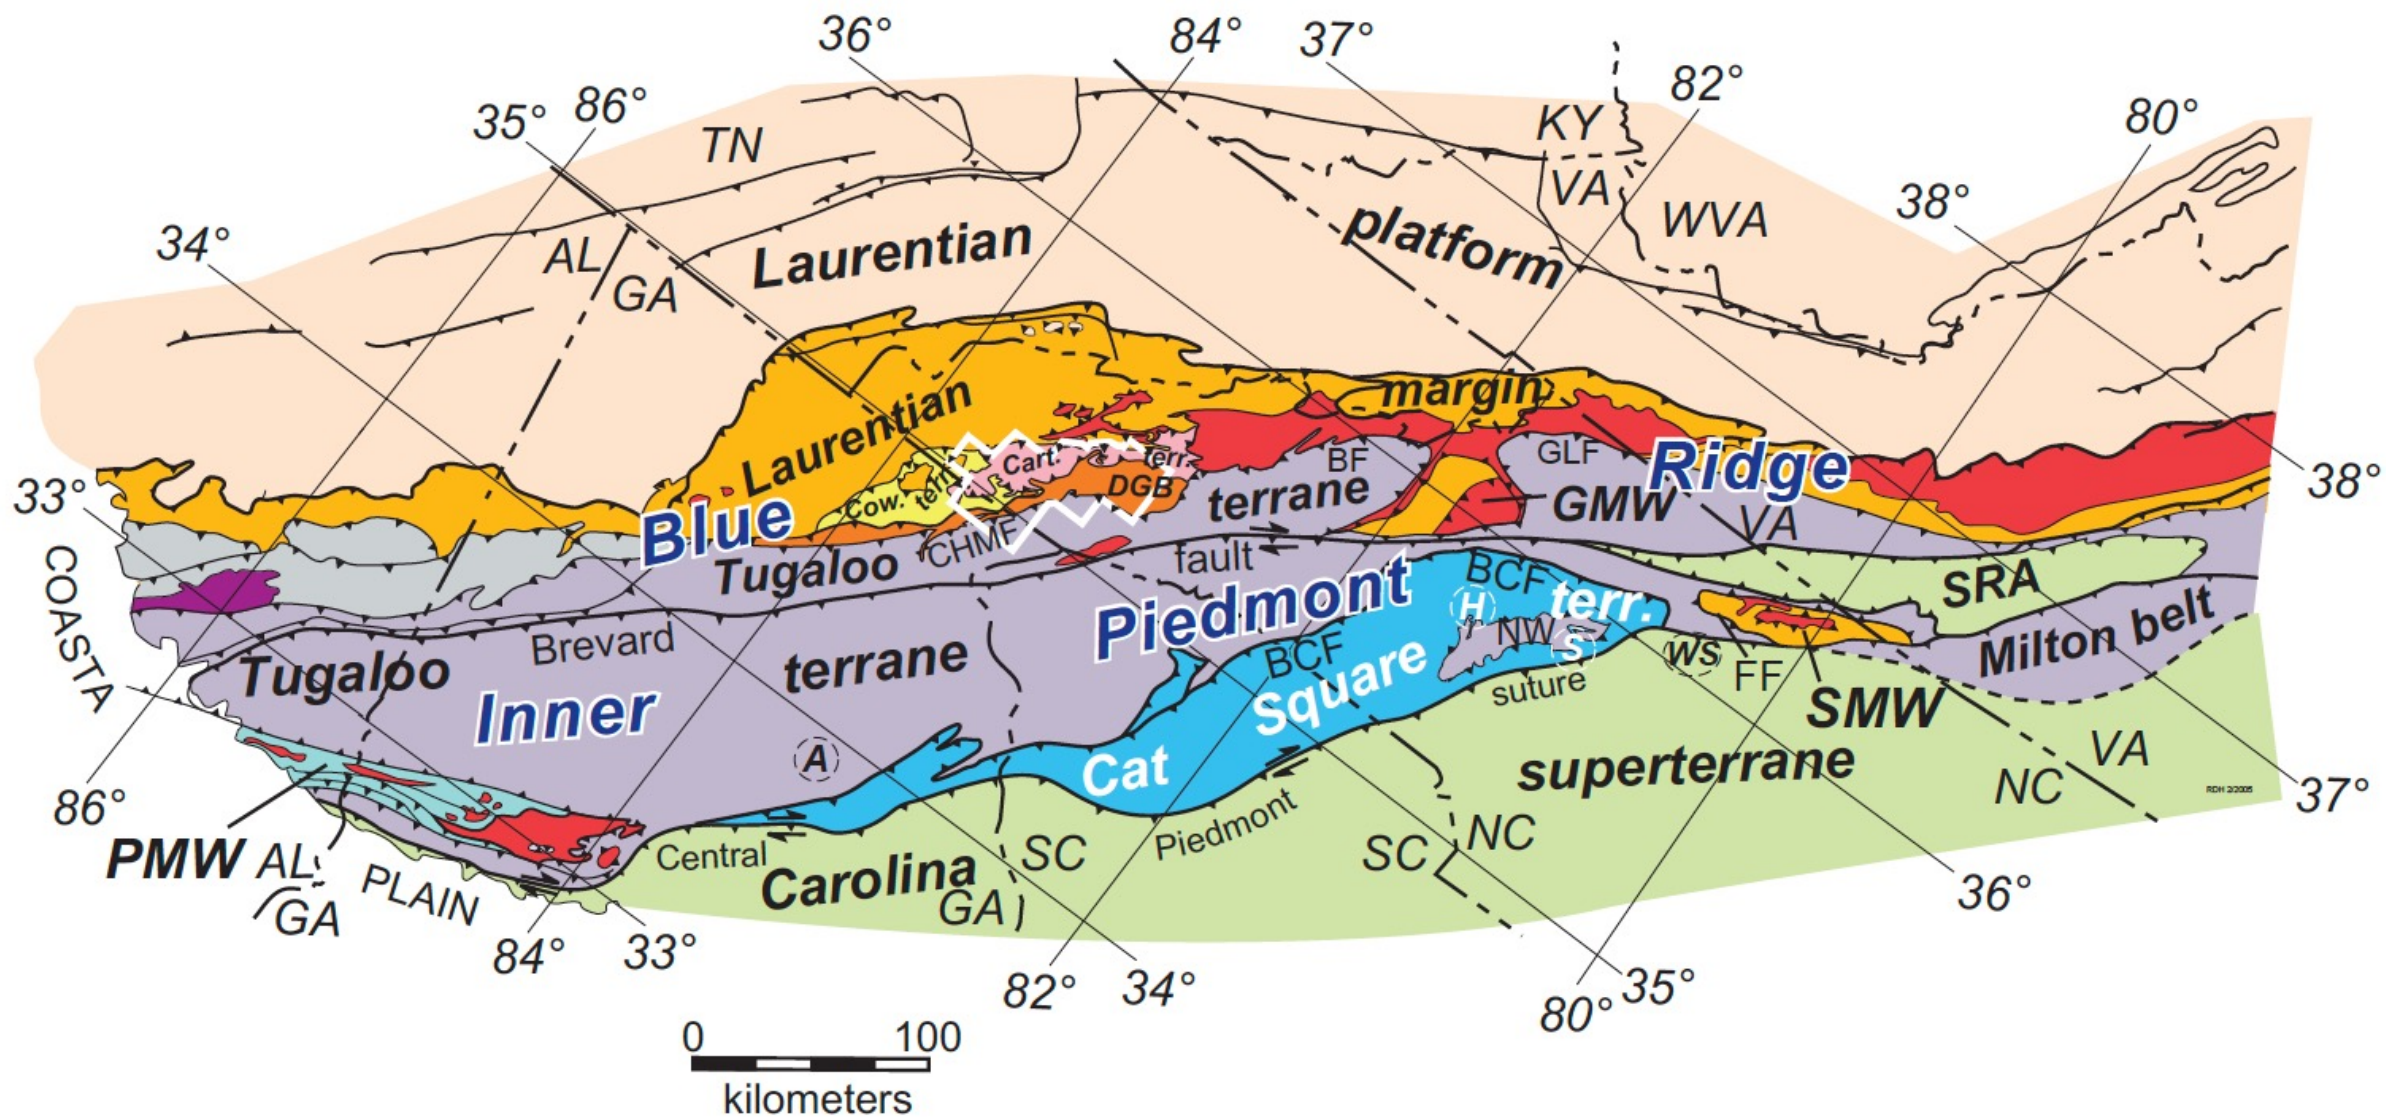 36°
84°
37°
82°
80°
35°
86°
TN
KY
VA
WVA
34°
38°
AL
GA
Laurentian
platform
33°
Laurentian
margin
Cart.
terr.
Cow.
terr.
DGB
BF
GLF
Ridge
38°
Blue
terrane
GMW
VA
CHMF
Tugaloo
fault
COASTA
Piedmont
BCF
H
terr.
SRA
Brevard
NW
S
Milton belt
Tugaloo
terrane
BCF
WS
FF
Inner
Square
suture
SMW
A
Cat
superterrane
VA
NC
RDH 2/2005
37°
86°
PMW
AL
GA
PLAIN
Central
Carolina
SC
GA
Piedmont
SC
NC
36°
84°
33°
82°
34°
80°
35°
0
100
kilometers